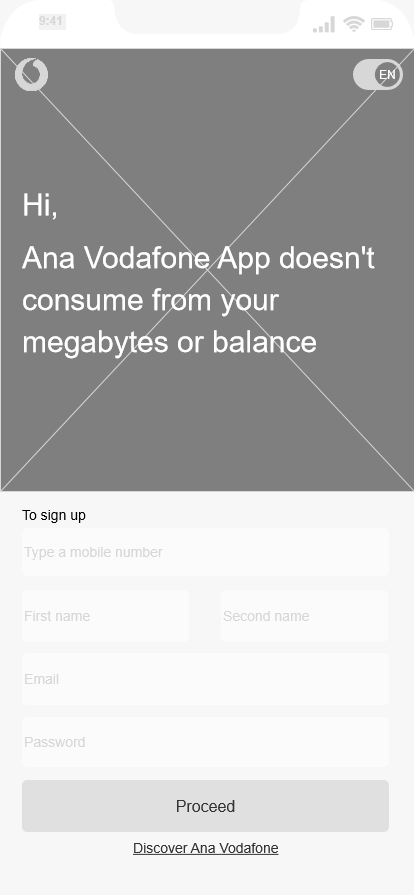 9:41
EN
Hi,
Ana Vodafone App doesn't
consume from your
megabytes or balance
To sign up
Type a mobile number
First name
Second name
Email
Password
Proceed
Discover Ana Vodafone